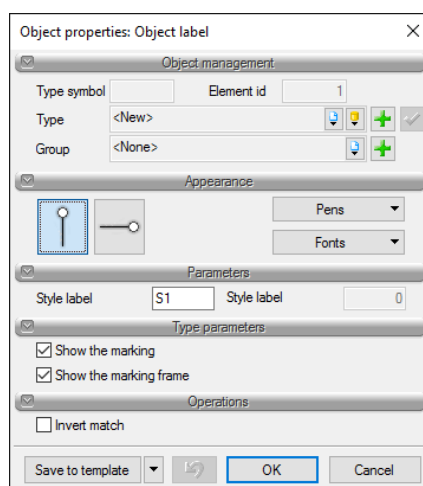 Object properties: Object label
Object management
Type symbol Element id 1
Type <New>
Group <None>
Appearance
Pens
Fonts
Parameters
Style label S1 Style label 0
Type parameters
Show the marking
Show the marking frame
Operations
Invert match
Save to template OK Cancel